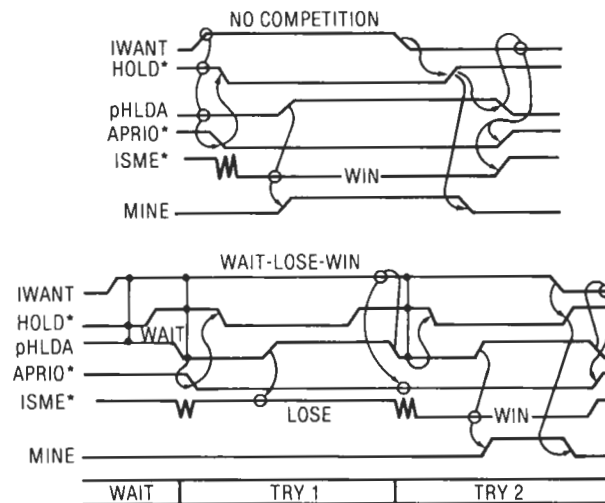 NO COMPETITION
IWANT
HOLD*
pHLDA
APRIO*
ISME*
WIN
MINE
WAIT-LOSE-WIN
IWANT
HOLD*
WAIT
pHLDA
APRIO*
ISME*
LOSE
WIN
MINE
WAIT TRY 1 TRY 2